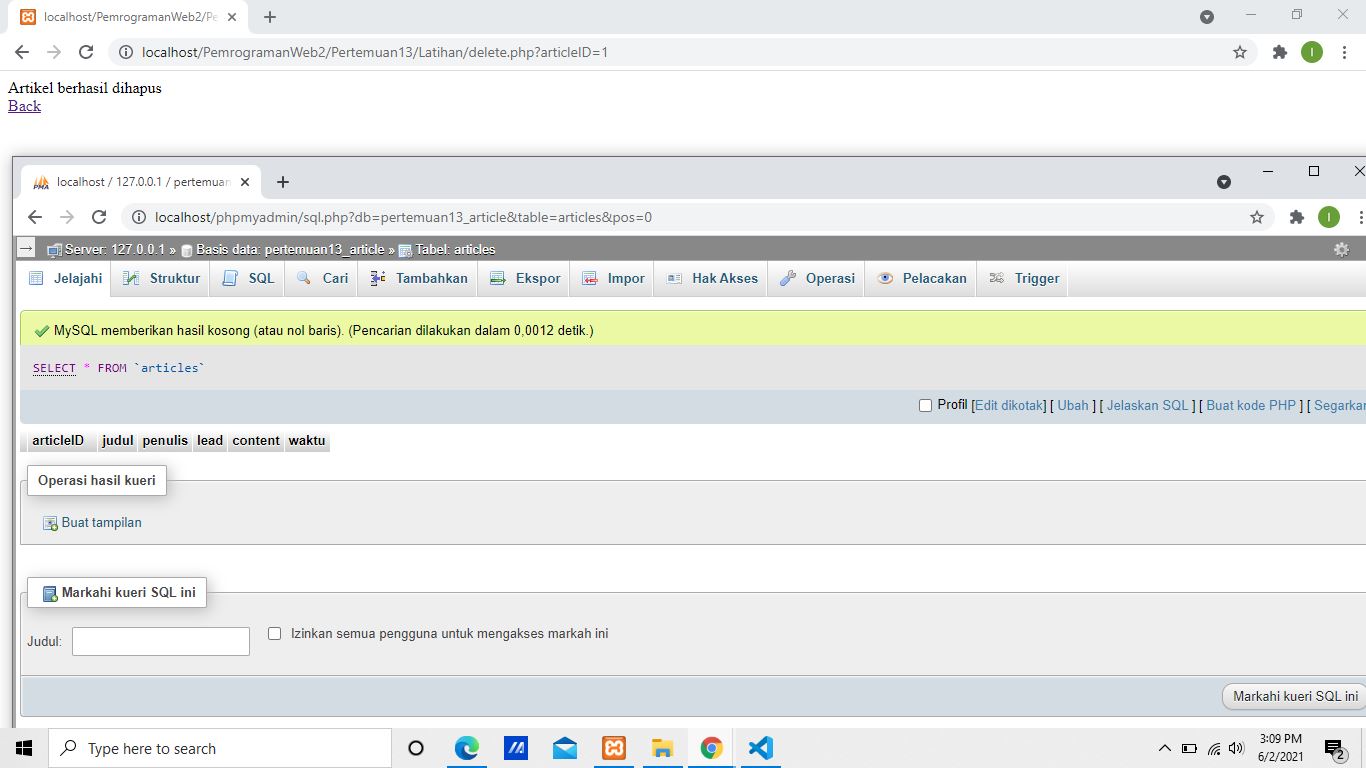 localhost/PemrogramanWeb2/Pe
localhost/PemrogramanWeb2/Pertemuan13/Latihan/delete.php?articleID=1
I
Artikel berhasil dihapus
Back
PMA
localhost / 127.0.0.1 / pertemuan
localhost/phpmyadmin/sql.php?db=pertemuan13_article&table=articles&pos=0
I
Server: 127.0.0.1 » Basis data: pertemuan13_article » Tabel: articles
Jelajahi Struktur SQL Cari Tambahkan Ekspor Impor Hak Akses Operasi Pelacakan Trigger
MySQL memberikan hasil kosong (atau nol baris). (Pencarian dilakukan dalam 0,0012 detik.)
SELECT * FROM `articles`
Profil [Edit dikotak] [ Ubah ] [ Jelaskan SQL ] [ Buat kode PHP ] [ Segarkan
articleID judul penulis lead content waktu
Operasi hasil kueri
Buat tampilan
Markahi kueri SQL ini
Judul: Izinkan semua pengguna untuk mengakses markah ini
Markahi kueri SQL ini
Type here to search
3:09 PM
6/2/2021
2